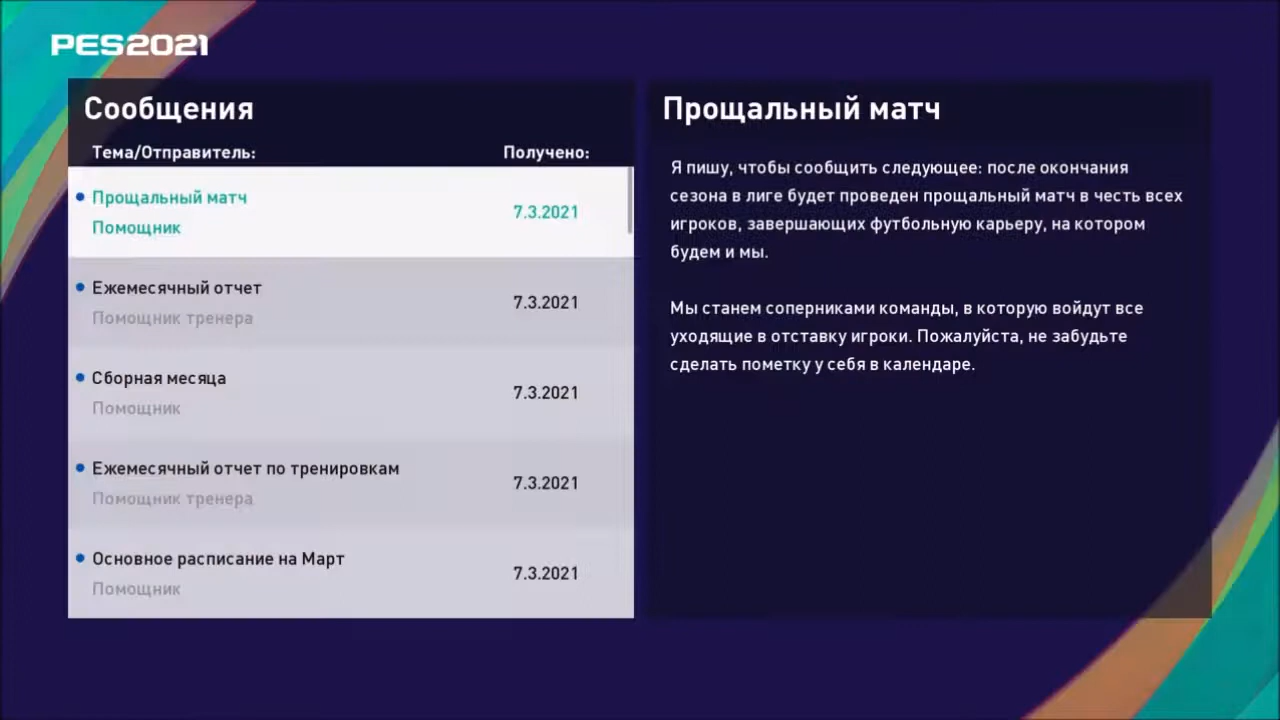 PES2021
Сообщения
Тема/Отправитель: Получено:
Прощальный матч
Помощник
7.3.2021
Ежемесячный отчет
Помощник тренера
7.3.2021
Сборная месяца
Помощник
7.3.2021
Ежемесячный отчет по тренировкам
Помощник тренера
7.3.2021
Основное расписание на Март
Помощник
7.3.2021
Прощальный матч
Я пишу, чтобы сообщить следующее: после окончания
сезона в лиге будет проведен прощальный матч в честь всех
игроков, завершающих футбольную карьеру, на котором
будем и мы.
Мы станем соперниками команды, в которую войдут все
уходящие в отставку игроки. Пожалуйста, не забудьте
сделать пометку у себя в календаре.